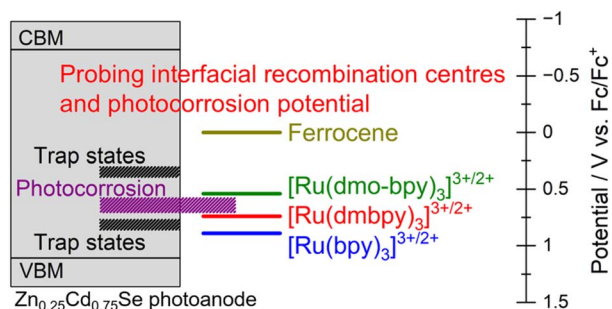 CBM
Probing interfacial recombination centres
and photocorrosion potential
Ferrocene
Trap states
Photocorrosion
[Ru(dmo-bpy)₃]³⁺/²⁺
[Ru(dmbpy)₃]³⁺/²⁺
Trap states
[Ru(bpy)₃]³⁺/²⁺
VBM
Zn₀.₂₅Cd₀.₇₅Se photoanode
-1
-0.5
0
0.5
1
1.5
Potential / V vs. Fc/Fc⁺